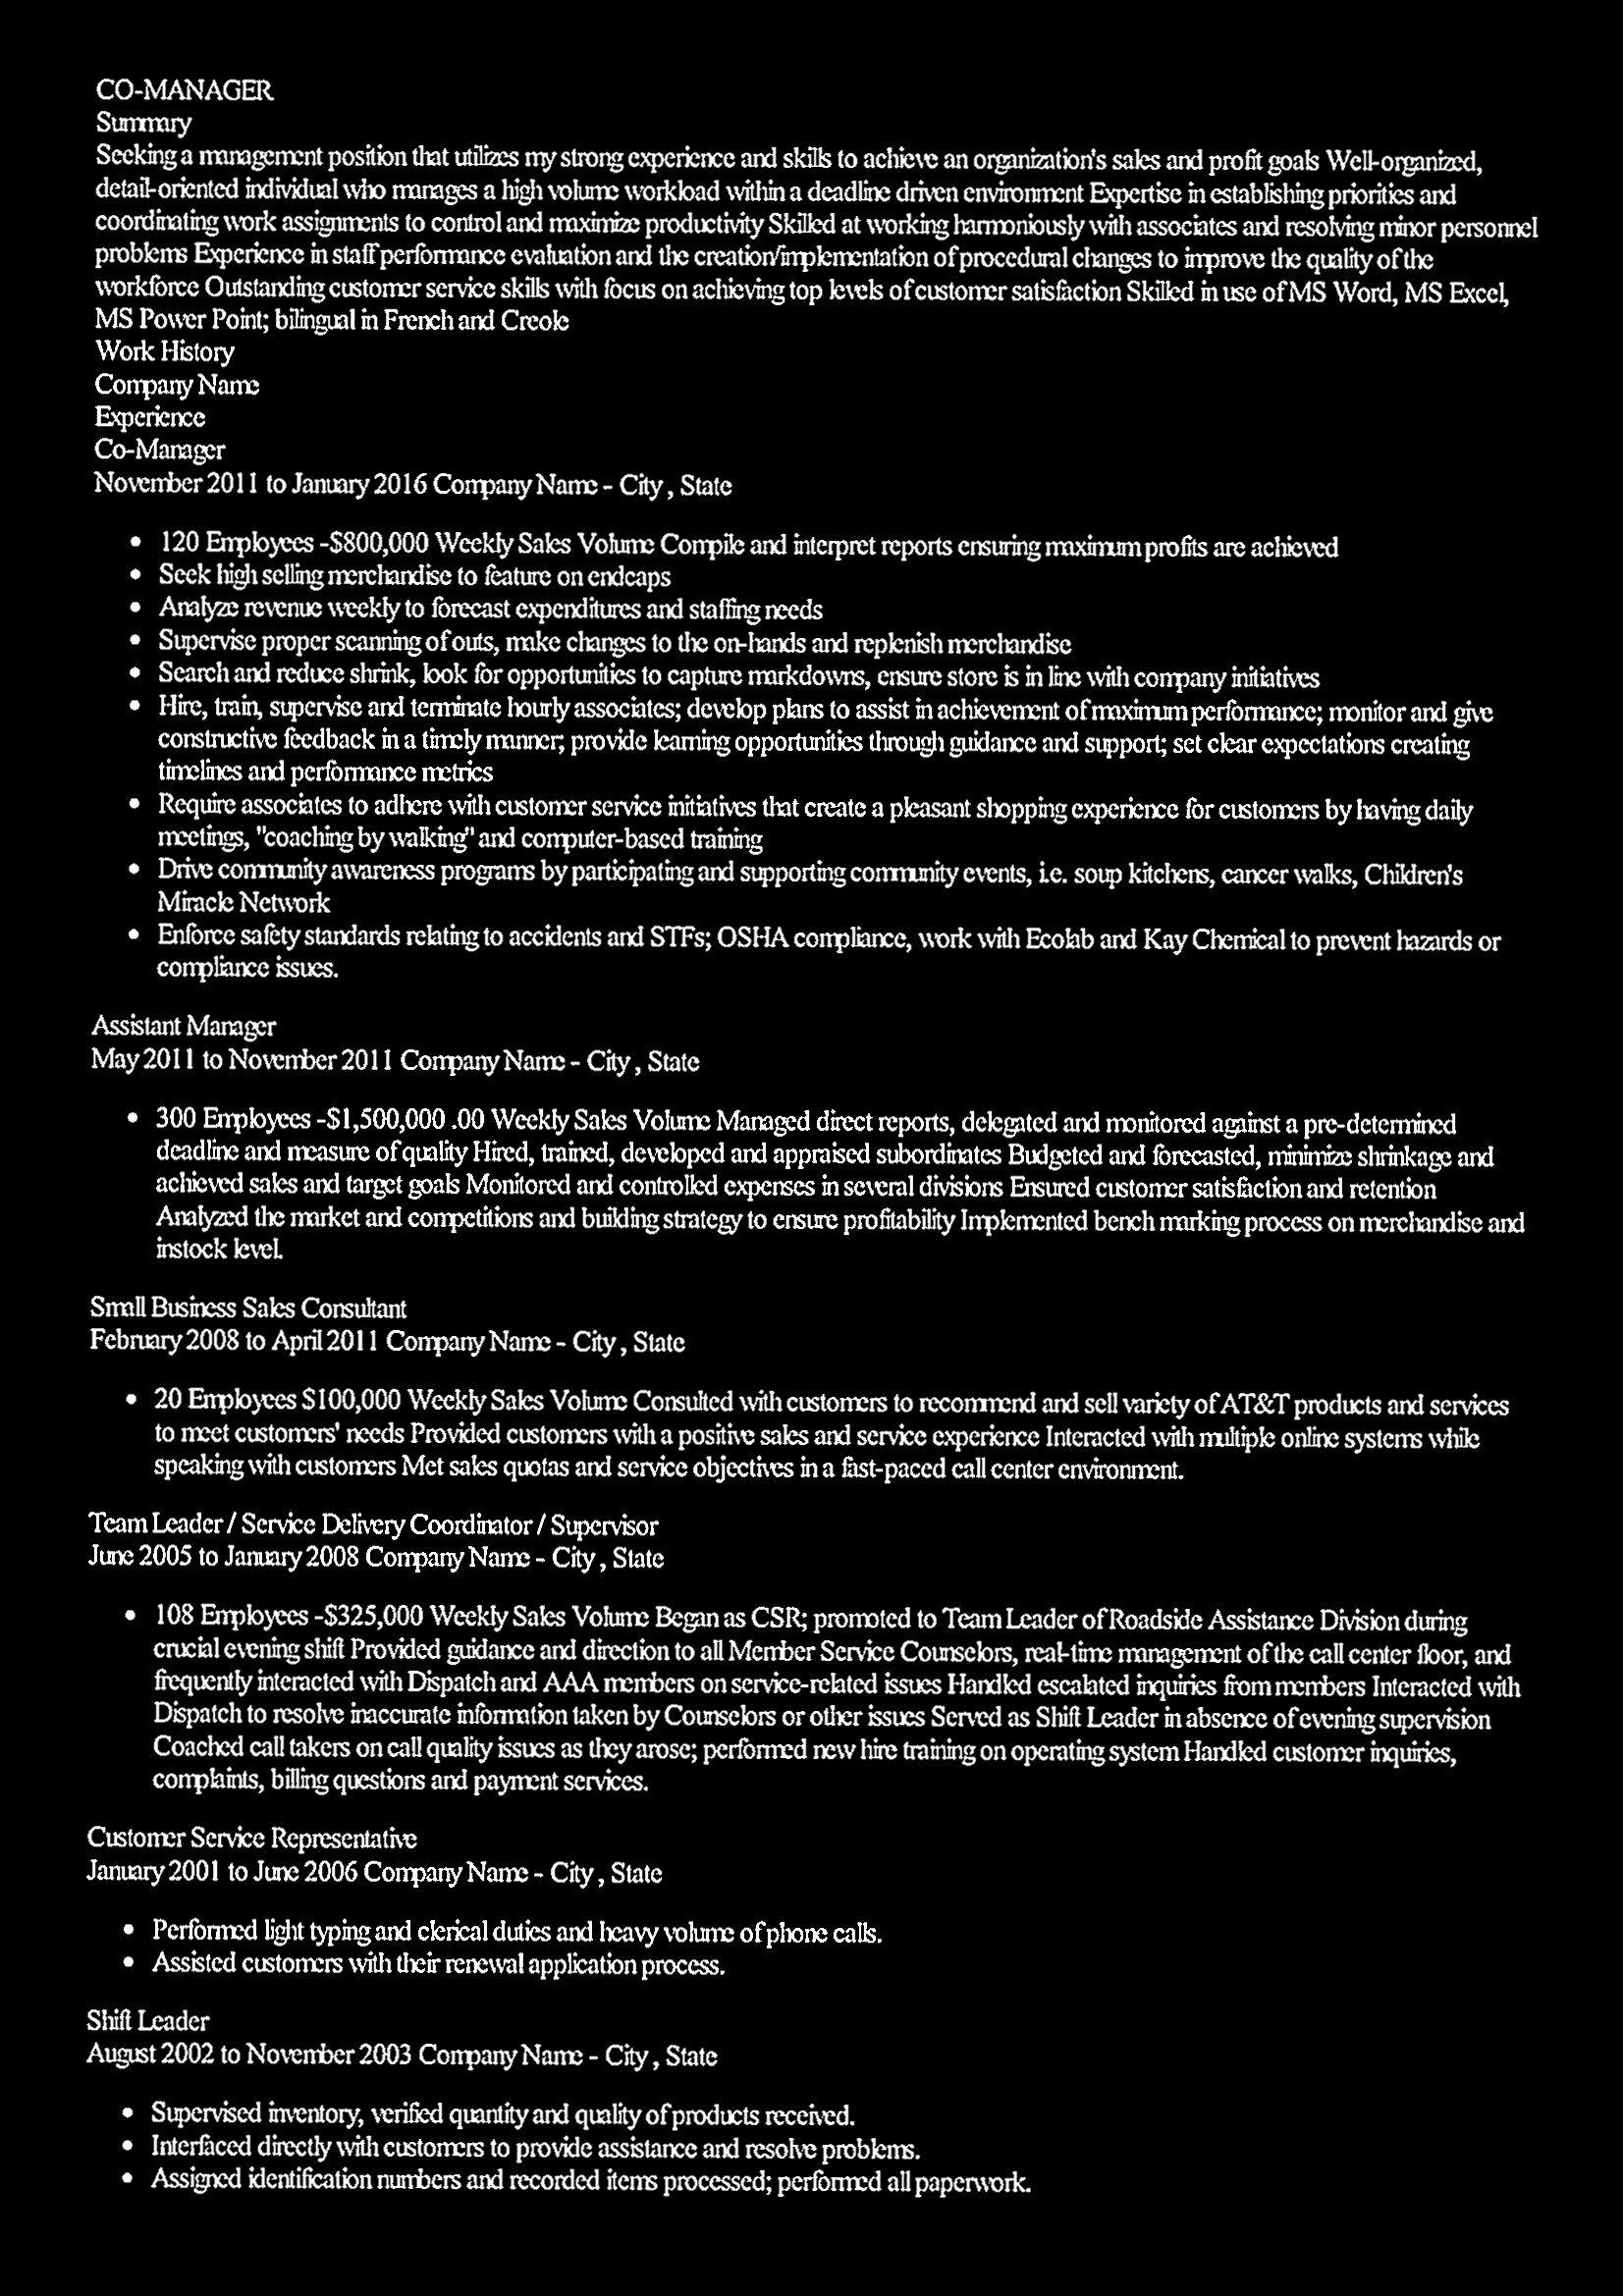 CO-MANAGER
Summary
Seeking a management position that utilizes my strong experience and skills to achieve an organization's sales and profit goals Well-organized,
detail-oriented individual who manages a high volume workload within a deadline driven environment Expertise in establishing priorities and
coordinating work assignments to control and maximize productivity Skilled at working harmoniously with associates and resolving minor personnel
problems Experience in staff performance evaluation and the creation/implementation of procedural changes to improve the quality of the
workforce Outstanding customer service skills with focus on achieving top levels of customer satisfaction Skilled in use of MS Word, MS Excel,
MS Power Point; bilingual in French and Creole
Work History
Company Name
Experience
Co-Manager
November 2011 to January 2016 Company Name - City , State
• 120 Employees -$800,000 Weekly Sales Volume Compile and interpret reports ensuring maximum profits are achieved
• Seek high selling merchandise to feature on endcaps
• Analyze revenue weekly to forecast expenditures and staffing needs
• Supervise proper scanning of outs, make changes to the on-hands and replenish merchandise
• Search and reduce shrink, look for opportunities to capture markdowns, ensure store is in line with company initiatives
• Hire, train, supervise and terminate hourly associates; develop plans to assist in achievement of maximum performance; monitor and give
constructive feedback in a timely manner; provide learning opportunities through guidance and support; set clear expectations creating
timelines and performance metrics
• Require associates to adhere with customer service initiatives that create a pleasant shopping experience for customers by having daily
meetings, "coaching by walking" and computer-based training
• Drive community awareness programs by participating and supporting community events, i.e. soup kitchens, cancer walks, Children's
Miracle Network
• Enforce safety standards relating to accidents and STFs; OSHA compliance, work with Ecolab and Kay Chemical to prevent hazards or
compliance issues.
Assistant Manager
May 2011 to November 2011 Company Name - City , State
• 300 Employees -$1,500,000 .00 Weekly Sales Volume Managed direct reports, delegated and monitored against a pre-determined
deadline and measure of quality Hired, trained, developed and appraised subordinates Budgeted and forecasted, minimize shrinkage and
achieved sales and target goals Monitored and controlled expenses in several divisions Ensured customer satisfaction and retention
Analyzed the market and competitions and building strategy to ensure profitability Implemented bench marking process on merchandise and
instock level.
Small Business Sales Consultant
February 2008 to April 2011 Company Name - City , State
• 20 Employees $100,000 Weekly Sales Volume Consulted with customers to recommend and sell variety of AT&T products and services
to meet customers' needs Provided customers with a positive sales and service experience Interacted with multiple online systems while
speaking with customers Met sales quotas and service objectives in a fast-paced call center environment.
Team Leader / Service Delivery Coordinator / Supervisor
June 2005 to January 2008 Company Name - City , State
• 108 Employees -$325,000 Weekly Sales Volume Began as CSR; promoted to Team Leader of Roadside Assistance Division during
crucial evening shift Provided guidance and direction to all Member Service Counselors, real-time management of the call center floor, and
frequently interacted with Dispatch and AAA members on service-related issues Handled escalated inquiries from members Interacted with
Dispatch to resolve inaccurate information taken by Counselors or other issues Served as Shift Leader in absence of evening supervision
Coached call takers on call quality issues as they arose; performed new hire training on operating system Handled customer inquiries,
complaints, billing questions and payment services.
Customer Service Representative
January 2001 to June 2006 Company Name - City , State
• Performed light typing and clerical duties and heavy volume of phone calls.
• Assisted customers with their renewal application process.
Shift Leader
August 2002 to November 2003 Company Name - City , State
• Supervised inventory, verified quantity and quality of products received.
• Interfaced directly with customers to provide assistance and resolve problems.
• Assigned identification numbers and recorded items processed; performed all paperwork.